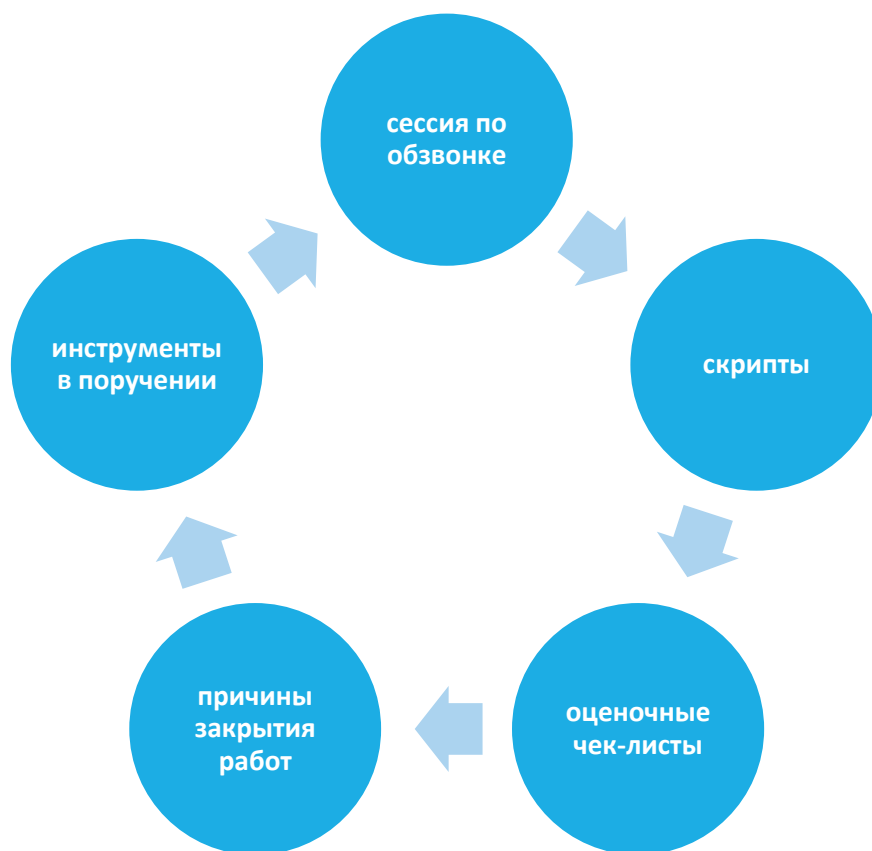 сессия по
обзвонке
скрипты
оценочные
чек-листы
причины
закрытия
работ
инструменты
в поручении